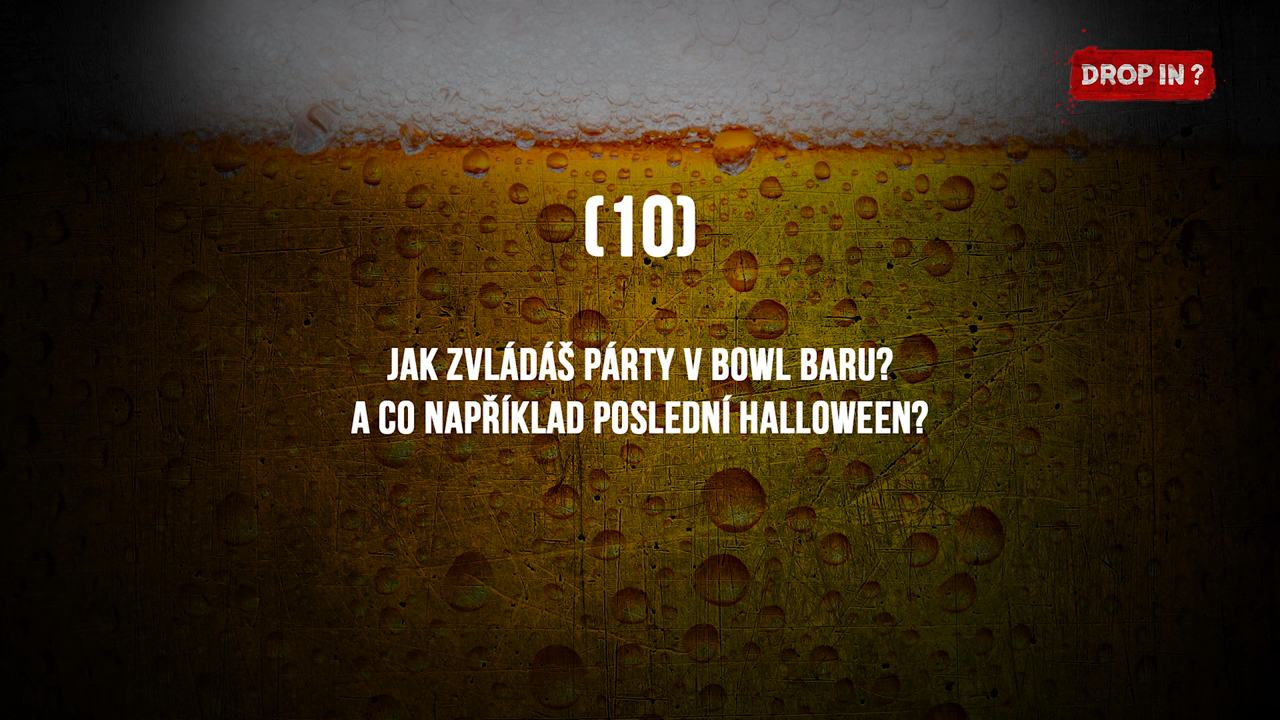 DROP IN ?
(10)
JAK ZVLÁDÁŠ PÁRTY V BOWL BARU?
A CO NAPŘÍKLAD POSLEDNÍ HALLOWEEN?